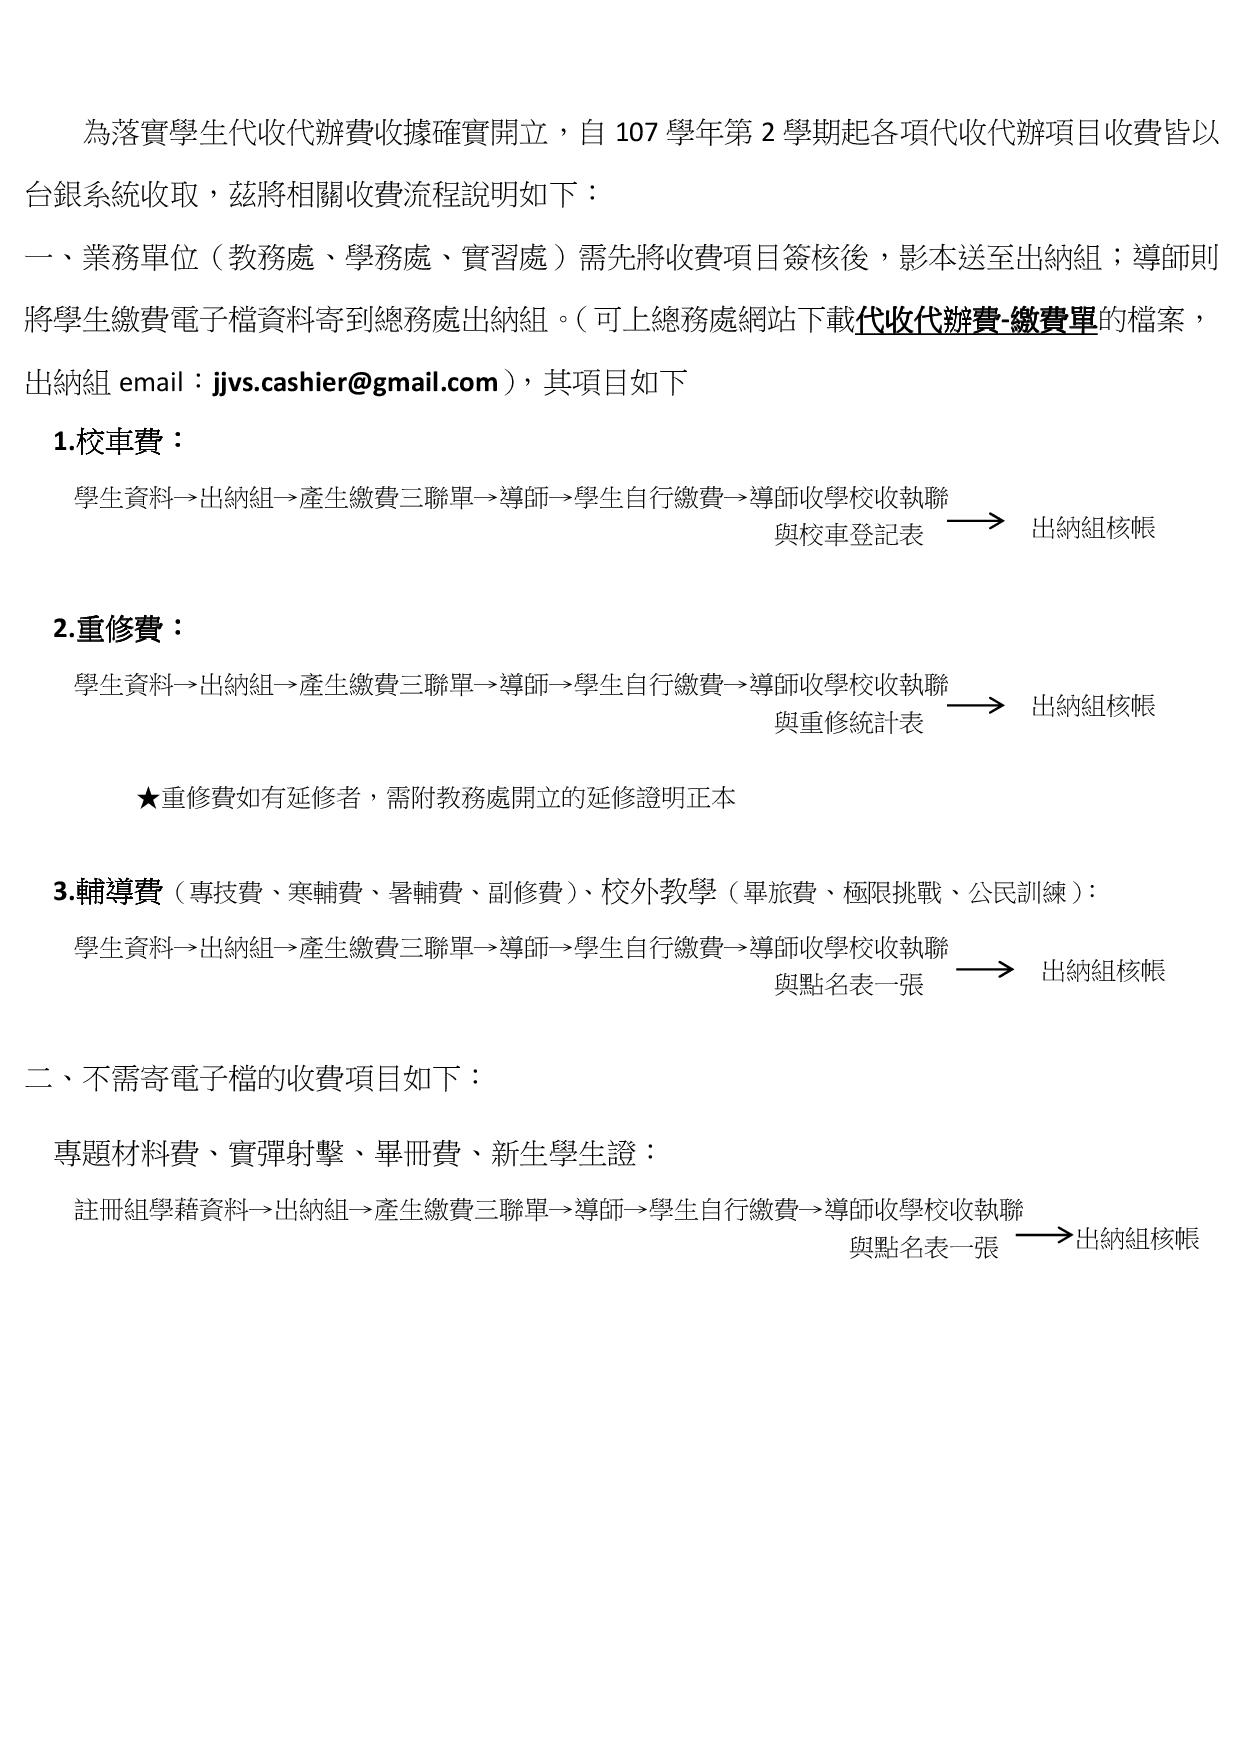 為落實學生代收代辦費收據確實開立，自 107 學年第 2 學期起各項代收代辦項目收費皆以
台銀系統收取，茲將相關收費流程說明如下：
一、業務單位（教務處、學務處、實習處）需先將收費項目簽核後，影本送至出納組；導師則
將學生繳費電子檔資料寄到總務處出納組。（可上總務處網站下載代收代辦費-繳費單的檔案，
出納組 email：jjvs.cashier@gmail.com），其項目如下
1.校車費：
學生資料→出納組→產生繳費三聯單→導師→學生自行繳費→導師收學校收執聯
與校車登記表 → 出納組核帳
2.重修費：
學生資料→出納組→產生繳費三聯單→導師→學生自行繳費→導師收學校收執聯
與重修統計表 → 出納組核帳
★重修費如有延修者，需附教務處開立的延修證明正本
3.輔導費（專技費、寒輔費、暑輔費、副修費）、校外教學（畢旅費、極限挑戰、公民訓練）：
學生資料→出納組→產生繳費三聯單→導師→學生自行繳費→導師收學校收執聯
與點名表一張 → 出納組核帳
二、不需寄電子檔的收費項目如下：
專題材料費、實彈射擊、畢冊費、新生學生證：
註冊組學藉資料→出納組→產生繳費三聯單→導師→學生自行繳費→導師收學校收執聯
與點名表一張 →出納組核帳